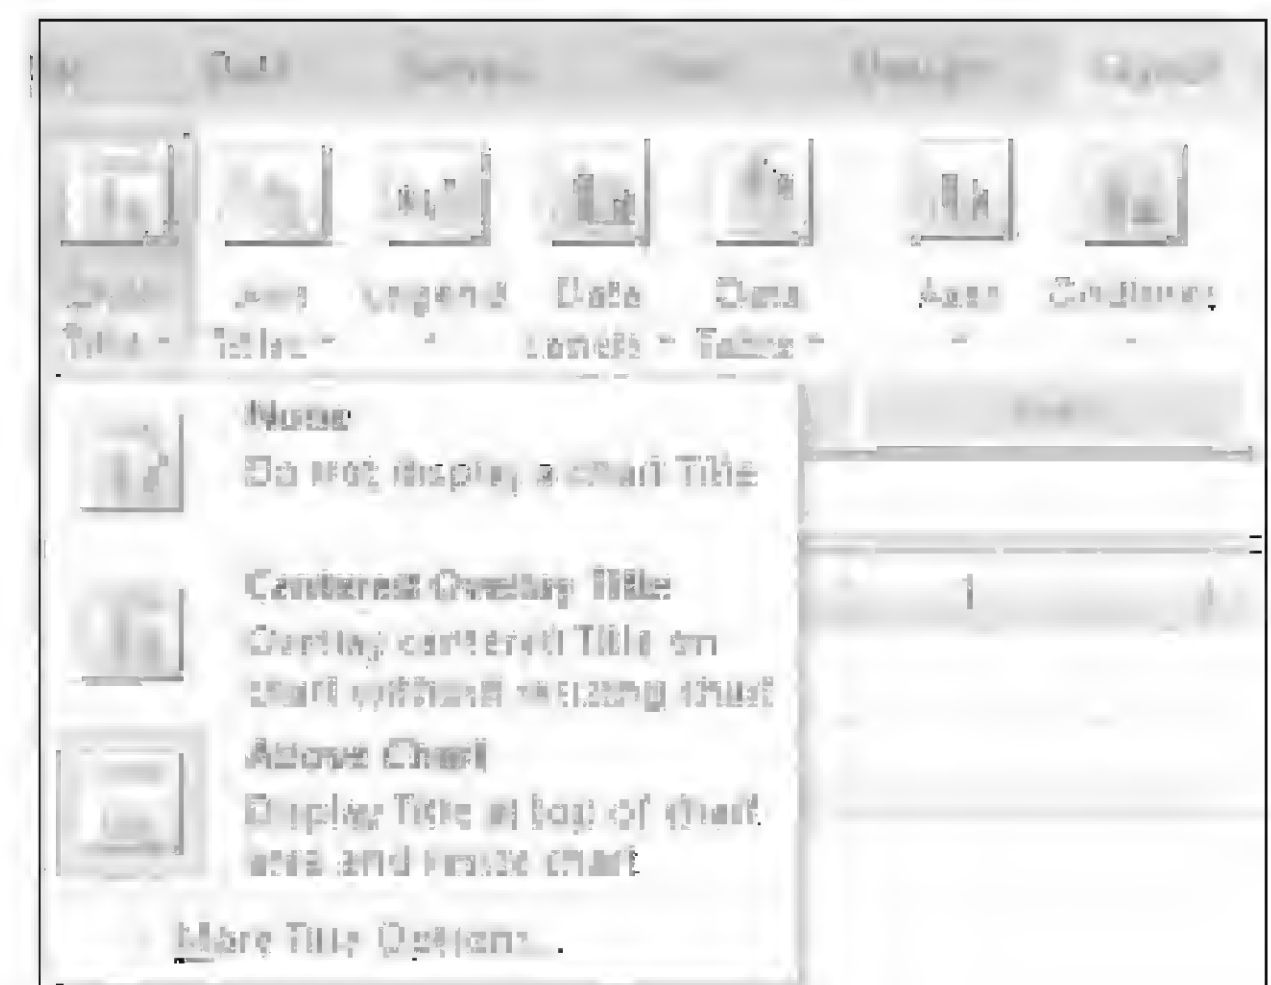 Design Layout
Chart Axis Legend Data Data Axes Gridlines
Title Titles Labels Table
None
Do not display a chart Title
Centered Overlay Title
Overlay centered Title on
chart without resizing chart
Above Chart
Display Title at top of chart
area and resize chart
More Title Options...